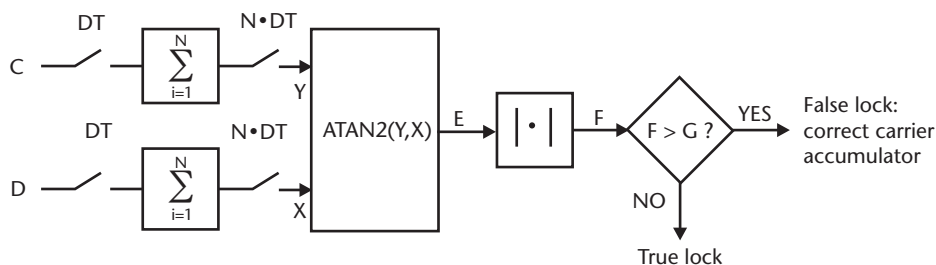 DT
N•DT
C
N
∑
i=1
Y
ATAN2(Y,X)
E
| • |
F
F > G ?
YES
False lock:
correct carrier
accumulator
DT
N•DT
D
N
∑
i=1
X
NO
True lock